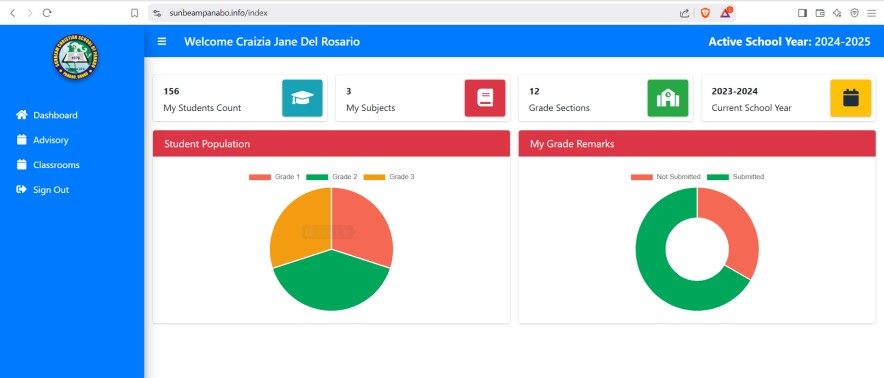 sunbeampanabo.info/index
Welcome Craizia Jane Del Rosario
Active School Year: 2024-2025
Dashboard
Advisory
Classrooms
Sign Out
156
My Students Count
3
My Subjects
12
Grade Sections
2023-2024
Current School Year
Student Population
Grade 1 Grade 2 Grade 3
My Grade Remarks
Not Submitted Submitted